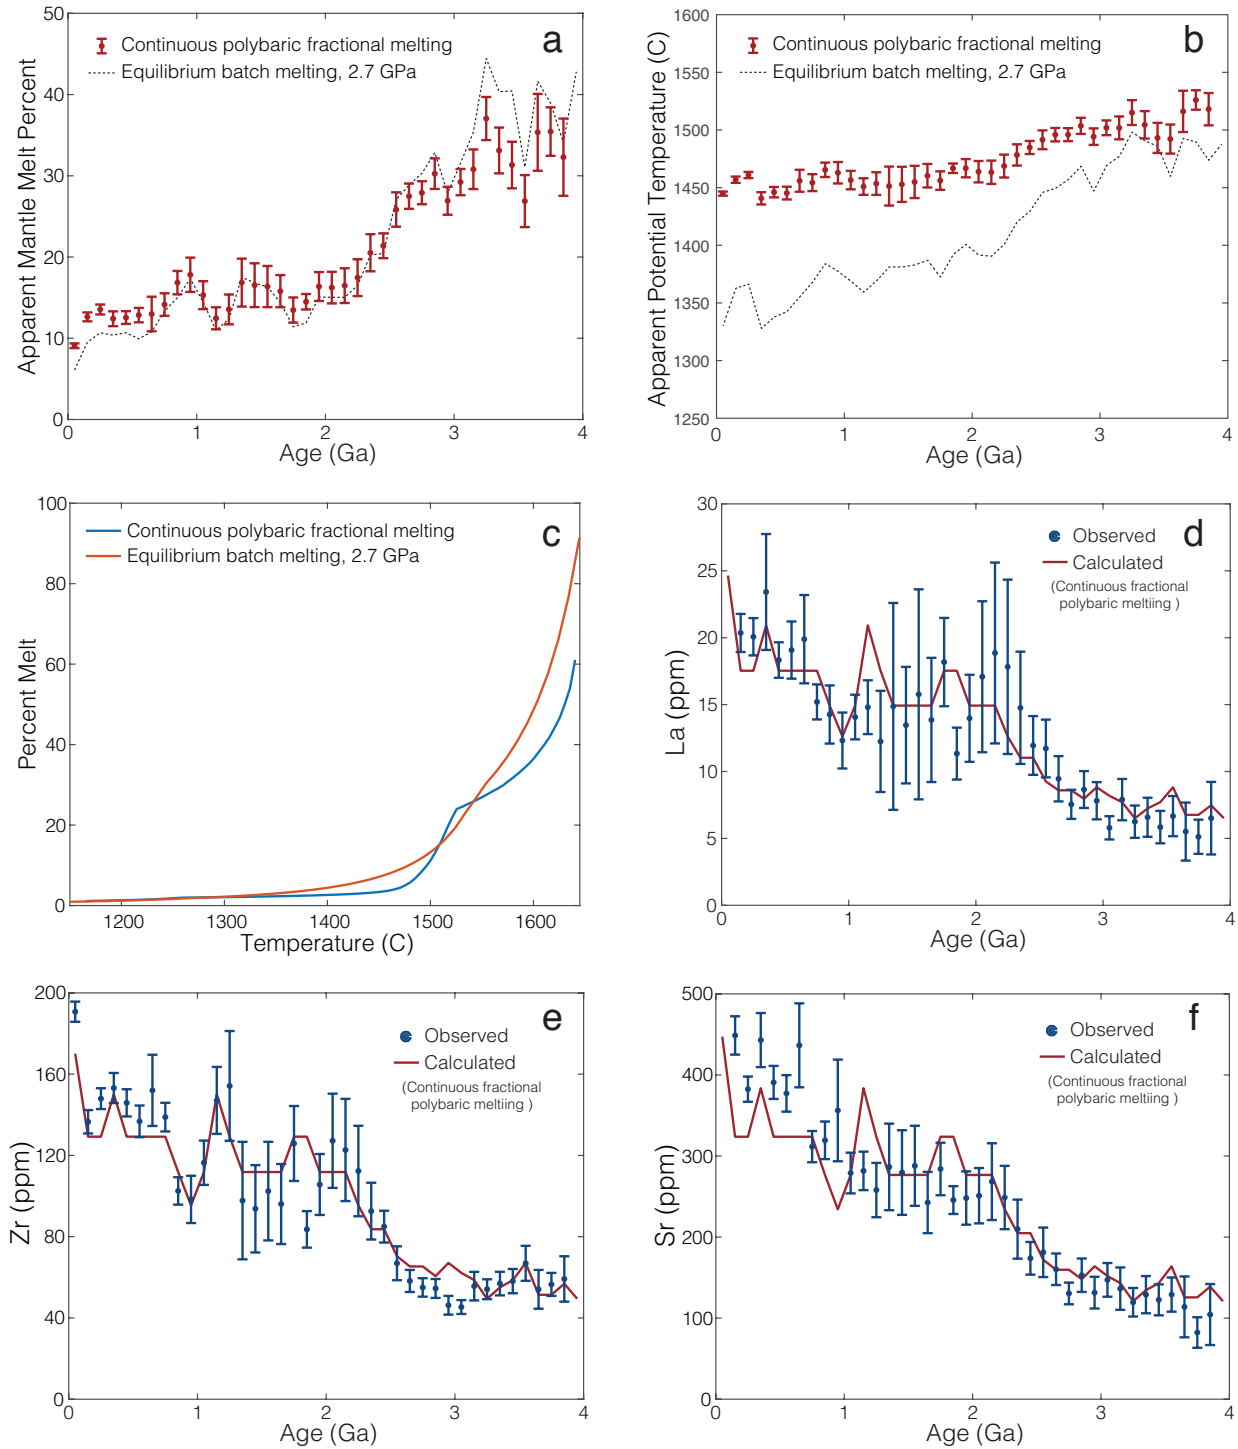 a
Continuous polybaric fractional melting
Equilibrium batch melting, 2.7 GPa
Apparent Mantle Melt Percent
50
40
30
20
10
0
0 1 2 3 4
Age (Ga)
b
Continuous polybaric fractional melting
Equilibrium batch melting, 2.7 GPa
Apparent Potential Temperature (C)
1600
1550
1500
1450
1400
1350
1300
1250
0 1 2 3 4
Age (Ga)
c
Continuous polybaric fractional melting
Equilibrium batch melting, 2.7 GPa
Percent Melt
100
80
60
40
20
0
1200 1300 1400 1500 1600
Temperature (C)
d
Observed
Calculated
(Continuous fractional
polybaric meltiing )
La (ppm)
30
25
20
15
10
5
0
0 1 2 3 4
Age (Ga)
e
Observed
Calculated
(Continuous fractional
polybaric meltiing )
Zr (ppm)
200
160
120
80
40
0
0 1 2 3 4
Age (Ga)
f
Observed
Calculated
(Continuous fractional
polybaric meltiing )
Sr (ppm)
500
400
300
200
100
0
0 1 2 3 4
Age (Ga)